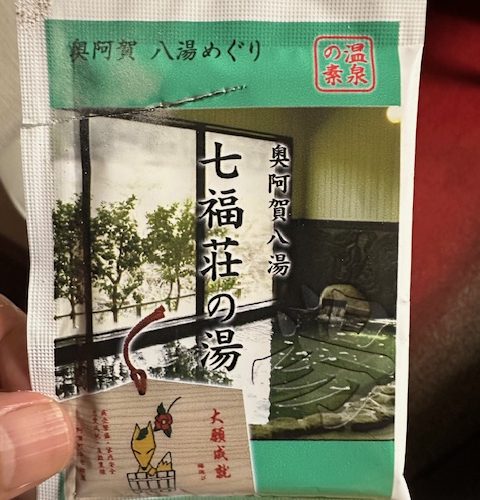 奥阿賀 八湯めぐり
温泉
の素
奥阿賀八湯
七福荘の湯
大願成就